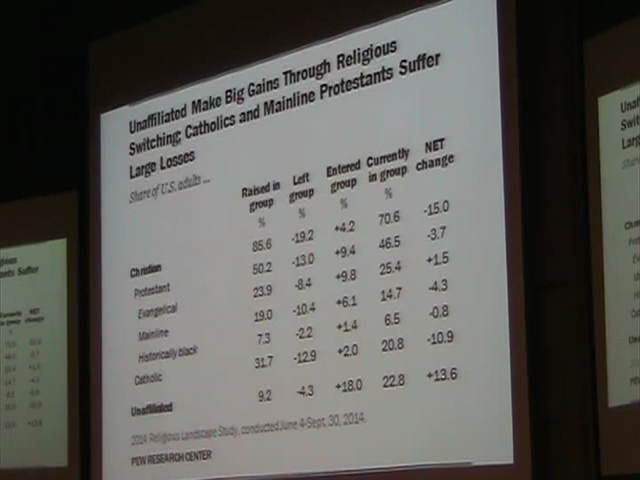 Unaffiliated Make Big Gains Through Religious
Switching; Catholics and Mainline Protestants Suffer
Large Losses
Share of U.S. adults ...
Raised in group Left group Entered group Currently in group NET change
% % % %
Christian 85.6 -19.2 +4.2 70.6 -15.0
Protestant 50.2 -13.0 +9.4 46.5 -3.7
Evangelical 23.9 -8.4 +9.8 25.4 +1.5
Mainline 19.0 -10.4 +6.1 14.7 -4.3
Historically black 7.3 -2.2 +1.4 6.5 -0.8
Catholic 31.7 -12.9 +2.0 20.8 -10.9
Unaffiliated 9.2 -4.3 +18.0 22.8 +13.6
2014 Religious Landscape Study, conducted June 4-Sept. 30, 2014.
PEW RESEARCH CENTER